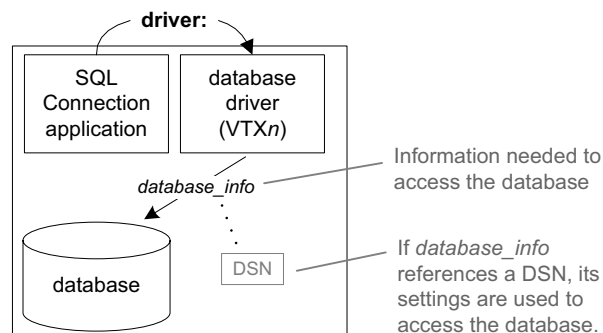 driver:
SQL
Connection
application
database
driver
(VTXn)
database_info
Information needed to
access the database
database
DSN
If database_info
references a DSN, its
settings are used to
access the database.